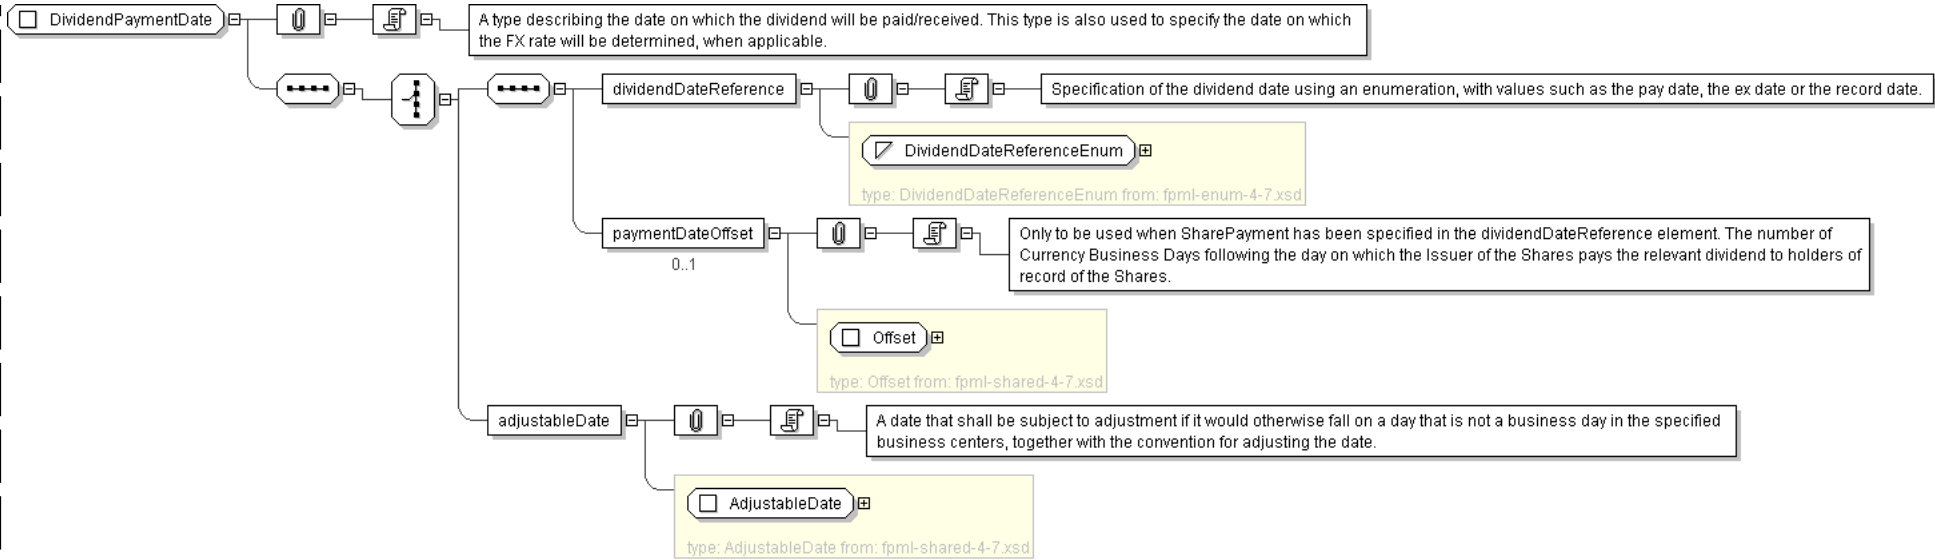 DividendPaymentDate
A type describing the date on which the dividend will be paid/received. This type is also used to specify the date on which
the FX rate will be determined, when applicable.
dividendDateReference
Specification of the dividend date using an enumeration, with values such as the pay date, the ex date or the record date.
DividendDateReferenceEnum
type: DividendDateReferenceEnum from: fpml-enum-4-7.xsd
paymentDateOffset
0..1
Only to be used when SharePayment has been specified in the dividendDateReference element. The number of
Currency Business Days following the day on which the Issuer of the Shares pays the relevant dividend to holders of
record of the Shares.
Offset
type: Offset from: fpml-shared-4-7.xsd
adjustableDate
A date that shall be subject to adjustment if it would otherwise fall on a day that is not a business day in the specified
business centers, together with the convention for adjusting the date.
AdjustableDate
type: AdjustableDate from: fpml-shared-4-7.xsd